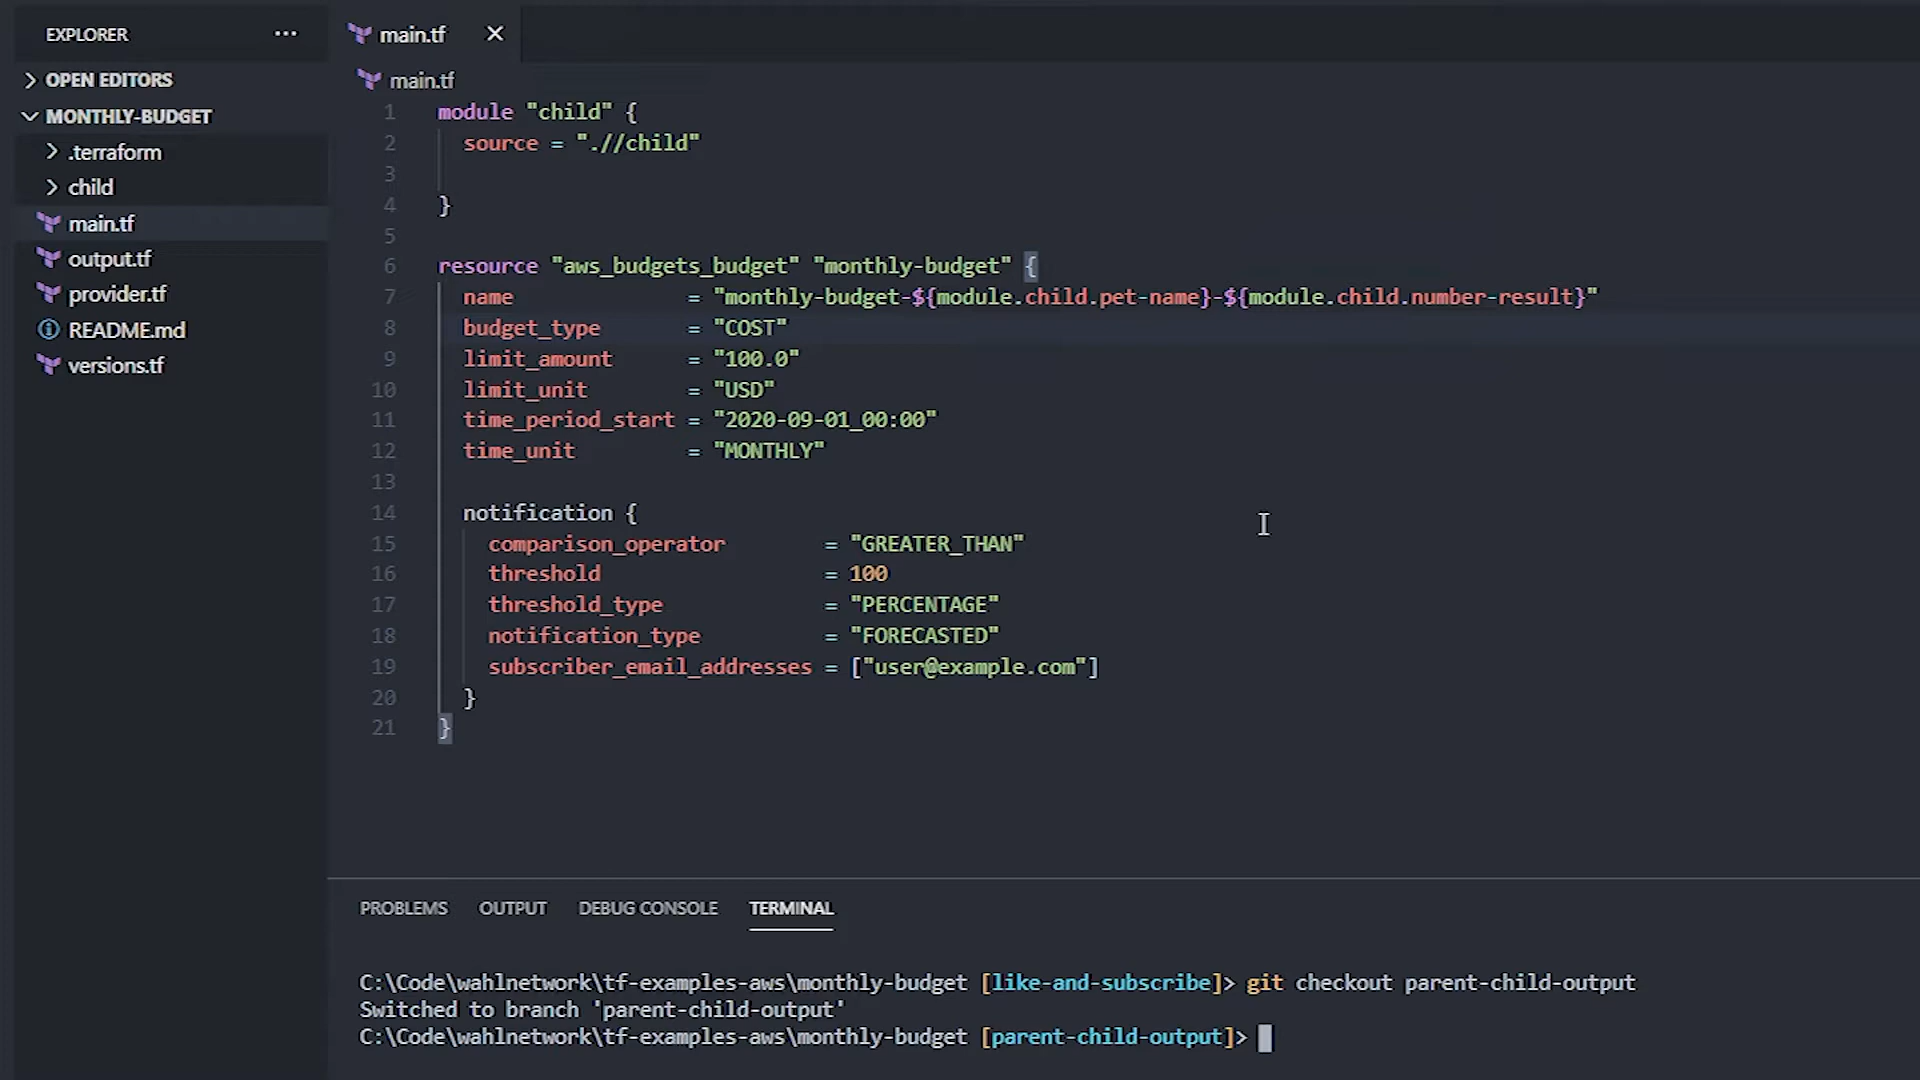 EXPLORER ···
OPEN EDITORS
MONTHLY-BUDGET
.terraform
child
main.tf
output.tf
provider.tf
README.md
versions.tf
main.tf
main.tf
1 module "child" {
2 source = ".//child"
3
4 }
5
6 resource "aws_budgets_budget" "monthly-budget" {
7 name = "monthly-budget-${module.child.pet-name}-${module.child.number-result}"
8 budget_type = "COST"
9 limit_amount = "100.0"
10 limit_unit = "USD"
11 time_period_start = "2020-09-01_00:00"
12 time_unit = "MONTHLY"
13
14 notification {
15 comparison_operator = "GREATER_THAN"
16 threshold = 100
17 threshold_type = "PERCENTAGE"
18 notification_type = "FORECASTED"
19 subscriber_email_addresses = ["user@example.com"]
20 }
21 }
PROBLEMS OUTPUT DEBUG CONSOLE TERMINAL
C:\Code\wahlnetwork\tf-examples-aws\monthly-budget [like-and-subscribe]> git checkout parent-child-output
Switched to branch 'parent-child-output'
C:\Code\wahlnetwork\tf-examples-aws\monthly-budget [parent-child-output]>